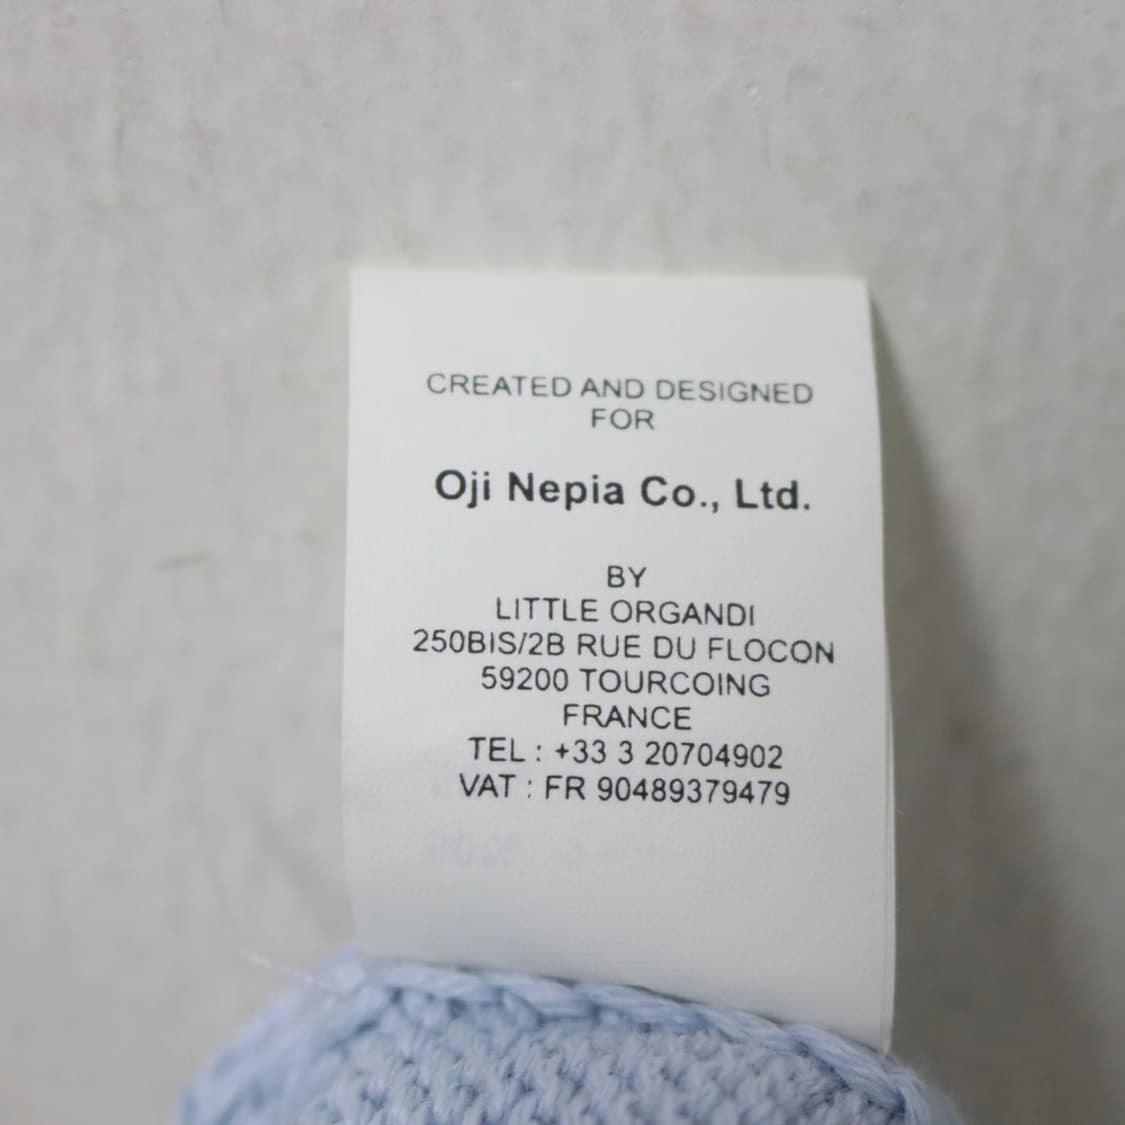 CREATED AND DESIGNED
FOR
Oji Nepia Co., Ltd.
BY
LITTLE ORGANDI
250BIS/2B RUE DU FLOCON
59200 TOURCOING
FRANCE
TEL : +33 3 20704902
VAT : FR 90489379479